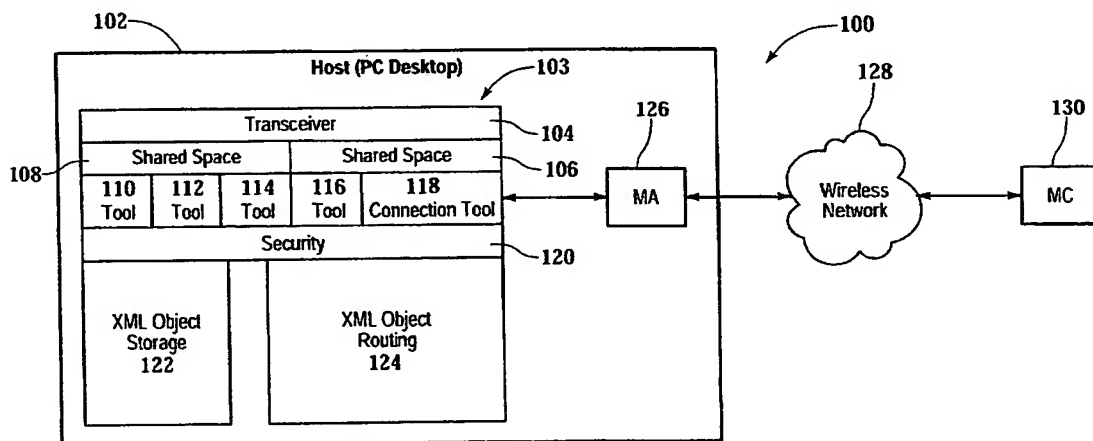 102
100
Host (PC Desktop)
103
128
Transceiver
104
126
130
108
Shared Space
Shared Space
106
110
Tool
112
Tool
114
Tool
116
Tool
118
Connection Tool
MA
Wireless
Network
MC
Security
120
XML Object
Storage
122
XML Object
Routing
124